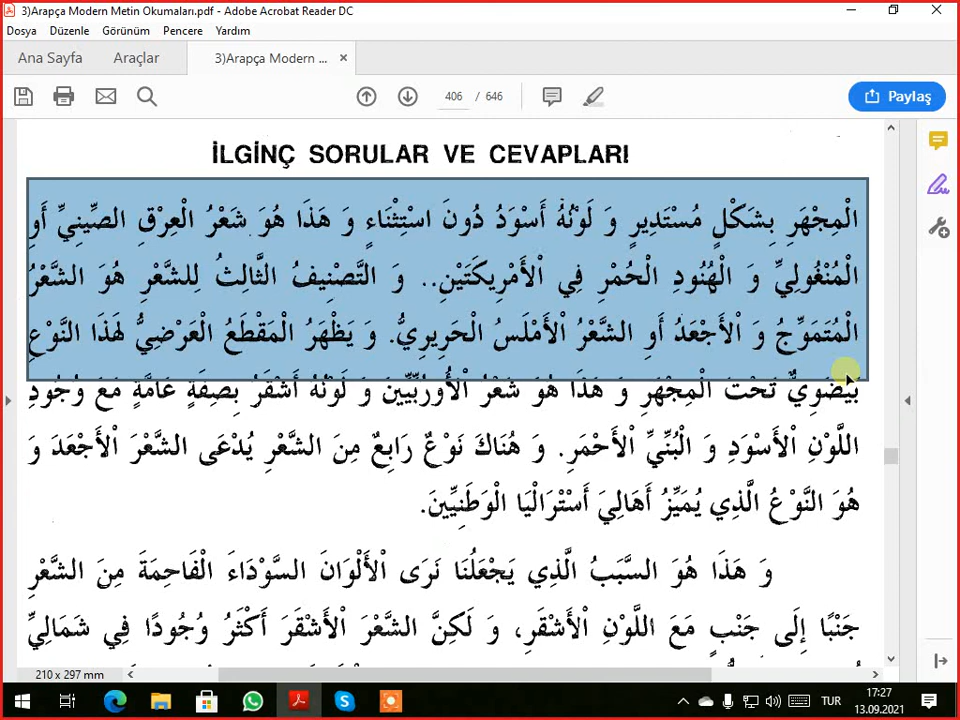 3)Arapça Modern Metin Okumaları.pdf - Adobe Acrobat Reader DC
Dosya Düzenle Görünüm Pencere Yardım
Ana Sayfa Araçlar 3)Arapça Modern ...
406 / 646 Paylaş
İLGİNÇ SORULAR VE CEVAPLARI
الْمِجْهَرِ بِشَكْلٍ مُسْتَدِيرٍ وَ لَوْنُهُ أَسْوَدُ دُونَ اسْتِثْنَاءٍ وَ هَذَا هُوَ شَعْرُ الْعِرْقِ الصِّينِيِّ أَوِ
الْمُنْغُولِيِّ وَ الْهُنُودِ الْحُمْرِ فِي الْأَمْرِيكَتَيْنِ.. وَ التَّصْنِيفُ الثَّالِثُ لِلشَّعْرِ هُوَ الشَّعْرُ
الْمُتَمَوِّجُ وَ الْأَجْعَدُ أَوِ الشَّعْرُ الْأَمْلَسُ الْحَرِيرِيُّ. وَ يَظْهَرُ الْمَقْطَعُ الْعَرْضِيُّ لِهَذَا النَّوْعِ
بَيْضَوِيٌّ تَحْتَ الْمِجْهَرِ وَ هَذَا هُوَ شَعْرُ الْأُورُبِّيِّينَ وَ لَوْنُهُ أَشْقَرُ بِصِفَةٍ عَامَّةٍ مَعَ وُجُودِ
اللَّوْنِ الْأَسْوَدِ وَ الْبُنِّيِّ الْأَحْمَرِ. وَ هُنَاكَ نَوْعٌ رَابِعٌ مِنَ الشَّعْرِ يُدْعَى الشَّعْرَ الْأَجْعَدَ وَ
هُوَ النَّوْعُ الَّذِي يُمَيِّزُ أَهَالِيَ أَسْتْرَالْيَا الْوَطَنِيِّينَ.
وَ هَذَا هُوَ السَّبَبُ الَّذِي يَجْعَلُنَا نَرَى الْأَلْوَانَ السَّوْدَاءَ الْفَاحِمَةَ مِنَ الشَّعْرِ
جَنْبًا إِلَى جَنْبٍ مَعَ اللَّوْنِ الْأَشْقَرِ، وَ لَكِنَّ الشَّعْرَ الْأَشْقَرَ أَكْثَرُ وُجُودًا فِي شَمَالِيِّ
210 x 297 mm
TUR
17:27
13.09.2021